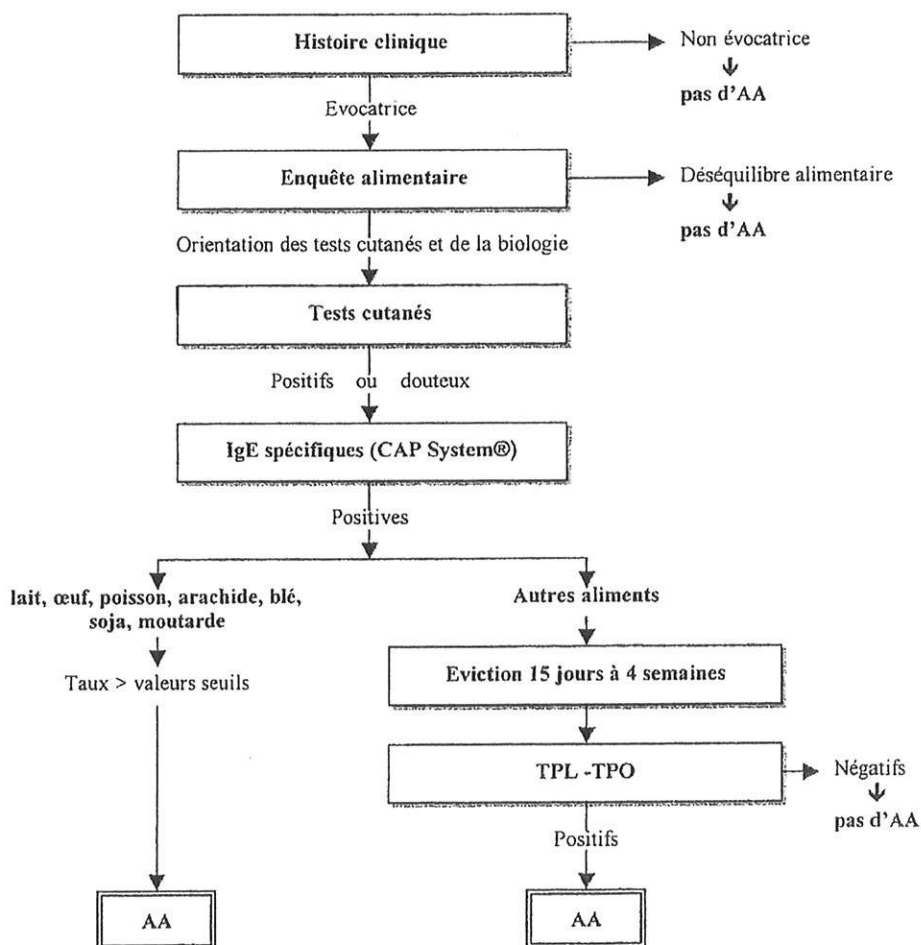 Histoire clinique
Non évocatrice
pas d'AA
Evocatrice
Enquête alimentaire
Déséquilibre alimentaire
pas d'AA
Orientation des tests cutanés et de la biologie
Tests cutanés
Positifs ou douteux
IgE spécifiques (CAP System®)
Positives
lait, œuf, poisson, arachide, blé,
soja, moutarde
Taux > valeurs seuils
AA
Autres aliments
Eviction 15 jours à 4 semaines
TPL -TPO
Négatifs
pas d'AA
Positifs
AA